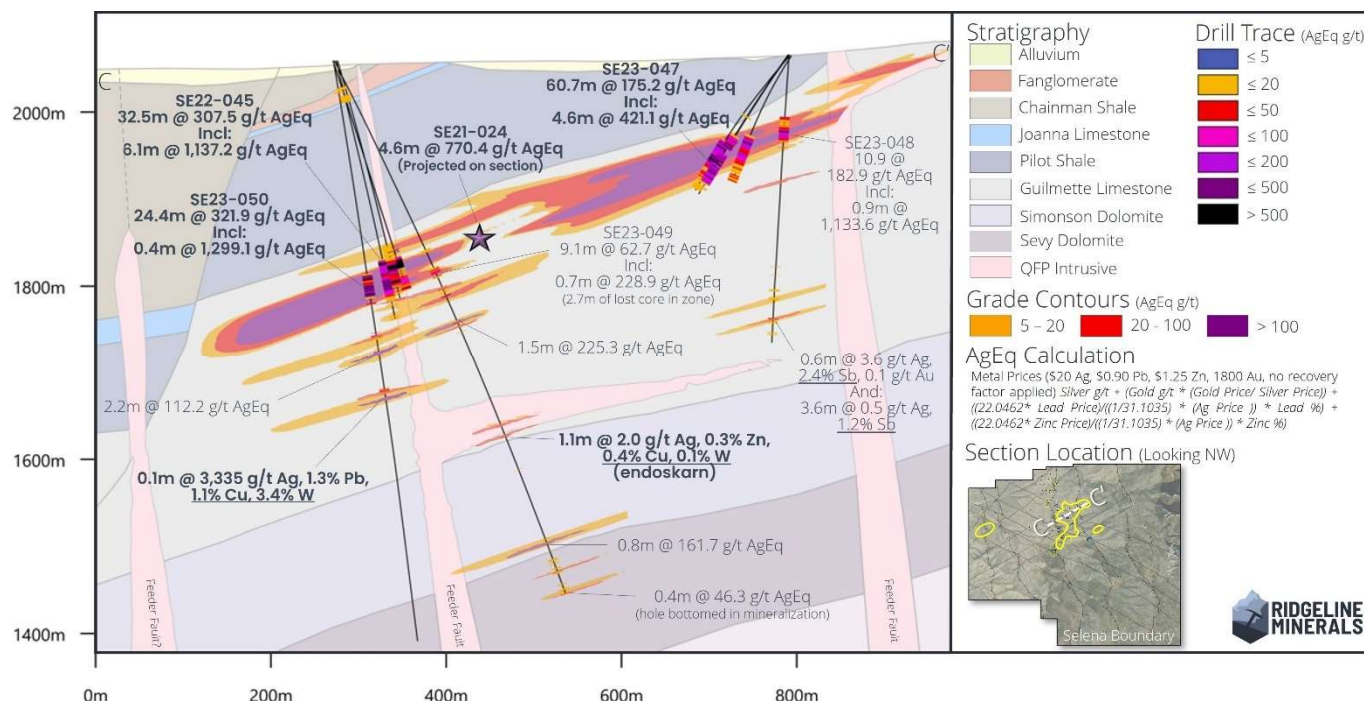 C
C'
SE22-045
32.5m @ 307.5 g/t AgEq
Incl:
6.1m @ 1,137.2 g/t AgEq
SE23-050
24.4m @ 321.9 g/t AgEq
Incl:
0.4m @ 1,299.1 g/t AgEq
SE21-024
4.6m @ 770.4 g/t AgEq
(Projected on section)
SE23-047
60.7m @ 175.2 g/t AgEq
Incl:
4.6m @ 421.1 g/t AgEq
SE23-048
10.9 @
182.9 g/t AgEq
Incl:
0.9m @
1,133.6 g/t AgEq
SE23-049
9.1m @ 62.7 g/t AgEq
Incl:
0.7m @ 228.9 g/t AgEq
(2.7m of lost core in zone)
1.5m @ 225.3 g/t AgEq
2.2m @ 112.2 g/t AgEq
0.1m @ 3,335 g/t Ag, 1.3% Pb,
1.1% Cu, 3.4% W
0.6m @ 3.6 g/t Ag,
2.4% Sb, 0.1 g/t Au
And:
3.6m @ 0.5 g/t Ag,
1.2% Sb
1.1m @ 2.0 g/t Ag, 0.3% Zn,
0.4% Cu, 0.1% W
(endoskarn)
0.8m @ 161.7 g/t AgEq
0.4m @ 46.3 g/t AgEq
(hole bottomed in mineralization)
Feeder Fault?
Feeder Fault
Feeder Fault
2000m
1800m
1600m
1400m
0m
200m
400m
600m
800m
Stratigraphy
Alluvium
Fanglomerate
Chainman Shale
Joanna Limestone
Pilot Shale
Guilmette Limestone
Simonson Dolomite
Sevy Dolomite
QFP Intrusive
Drill Trace (AgEq g/t)
≤ 5
≤ 20
≤ 50
≤ 100
≤ 200
≤ 500
> 500
Grade Contours (AgEq g/t)
5 – 20
20 - 100
> 100
AgEq Calculation
Metal Prices ($20 Ag, $0.90 Pb, $1.25 Zn, 1800 Au, no recovery
factor applied) Silver g/t + (Gold g/t * (Gold Price/ Silver Price)) +
((22.0462* Lead Price)/((1/31.1035) * (Ag Price )) * Lead %) +
((22.0462* Zinc Price)/((1/31.1035) * (Ag Price )) * Zinc %)
Section Location (Looking NW)
C
C'
Selena Boundary
RIDGELINE
MINERALS